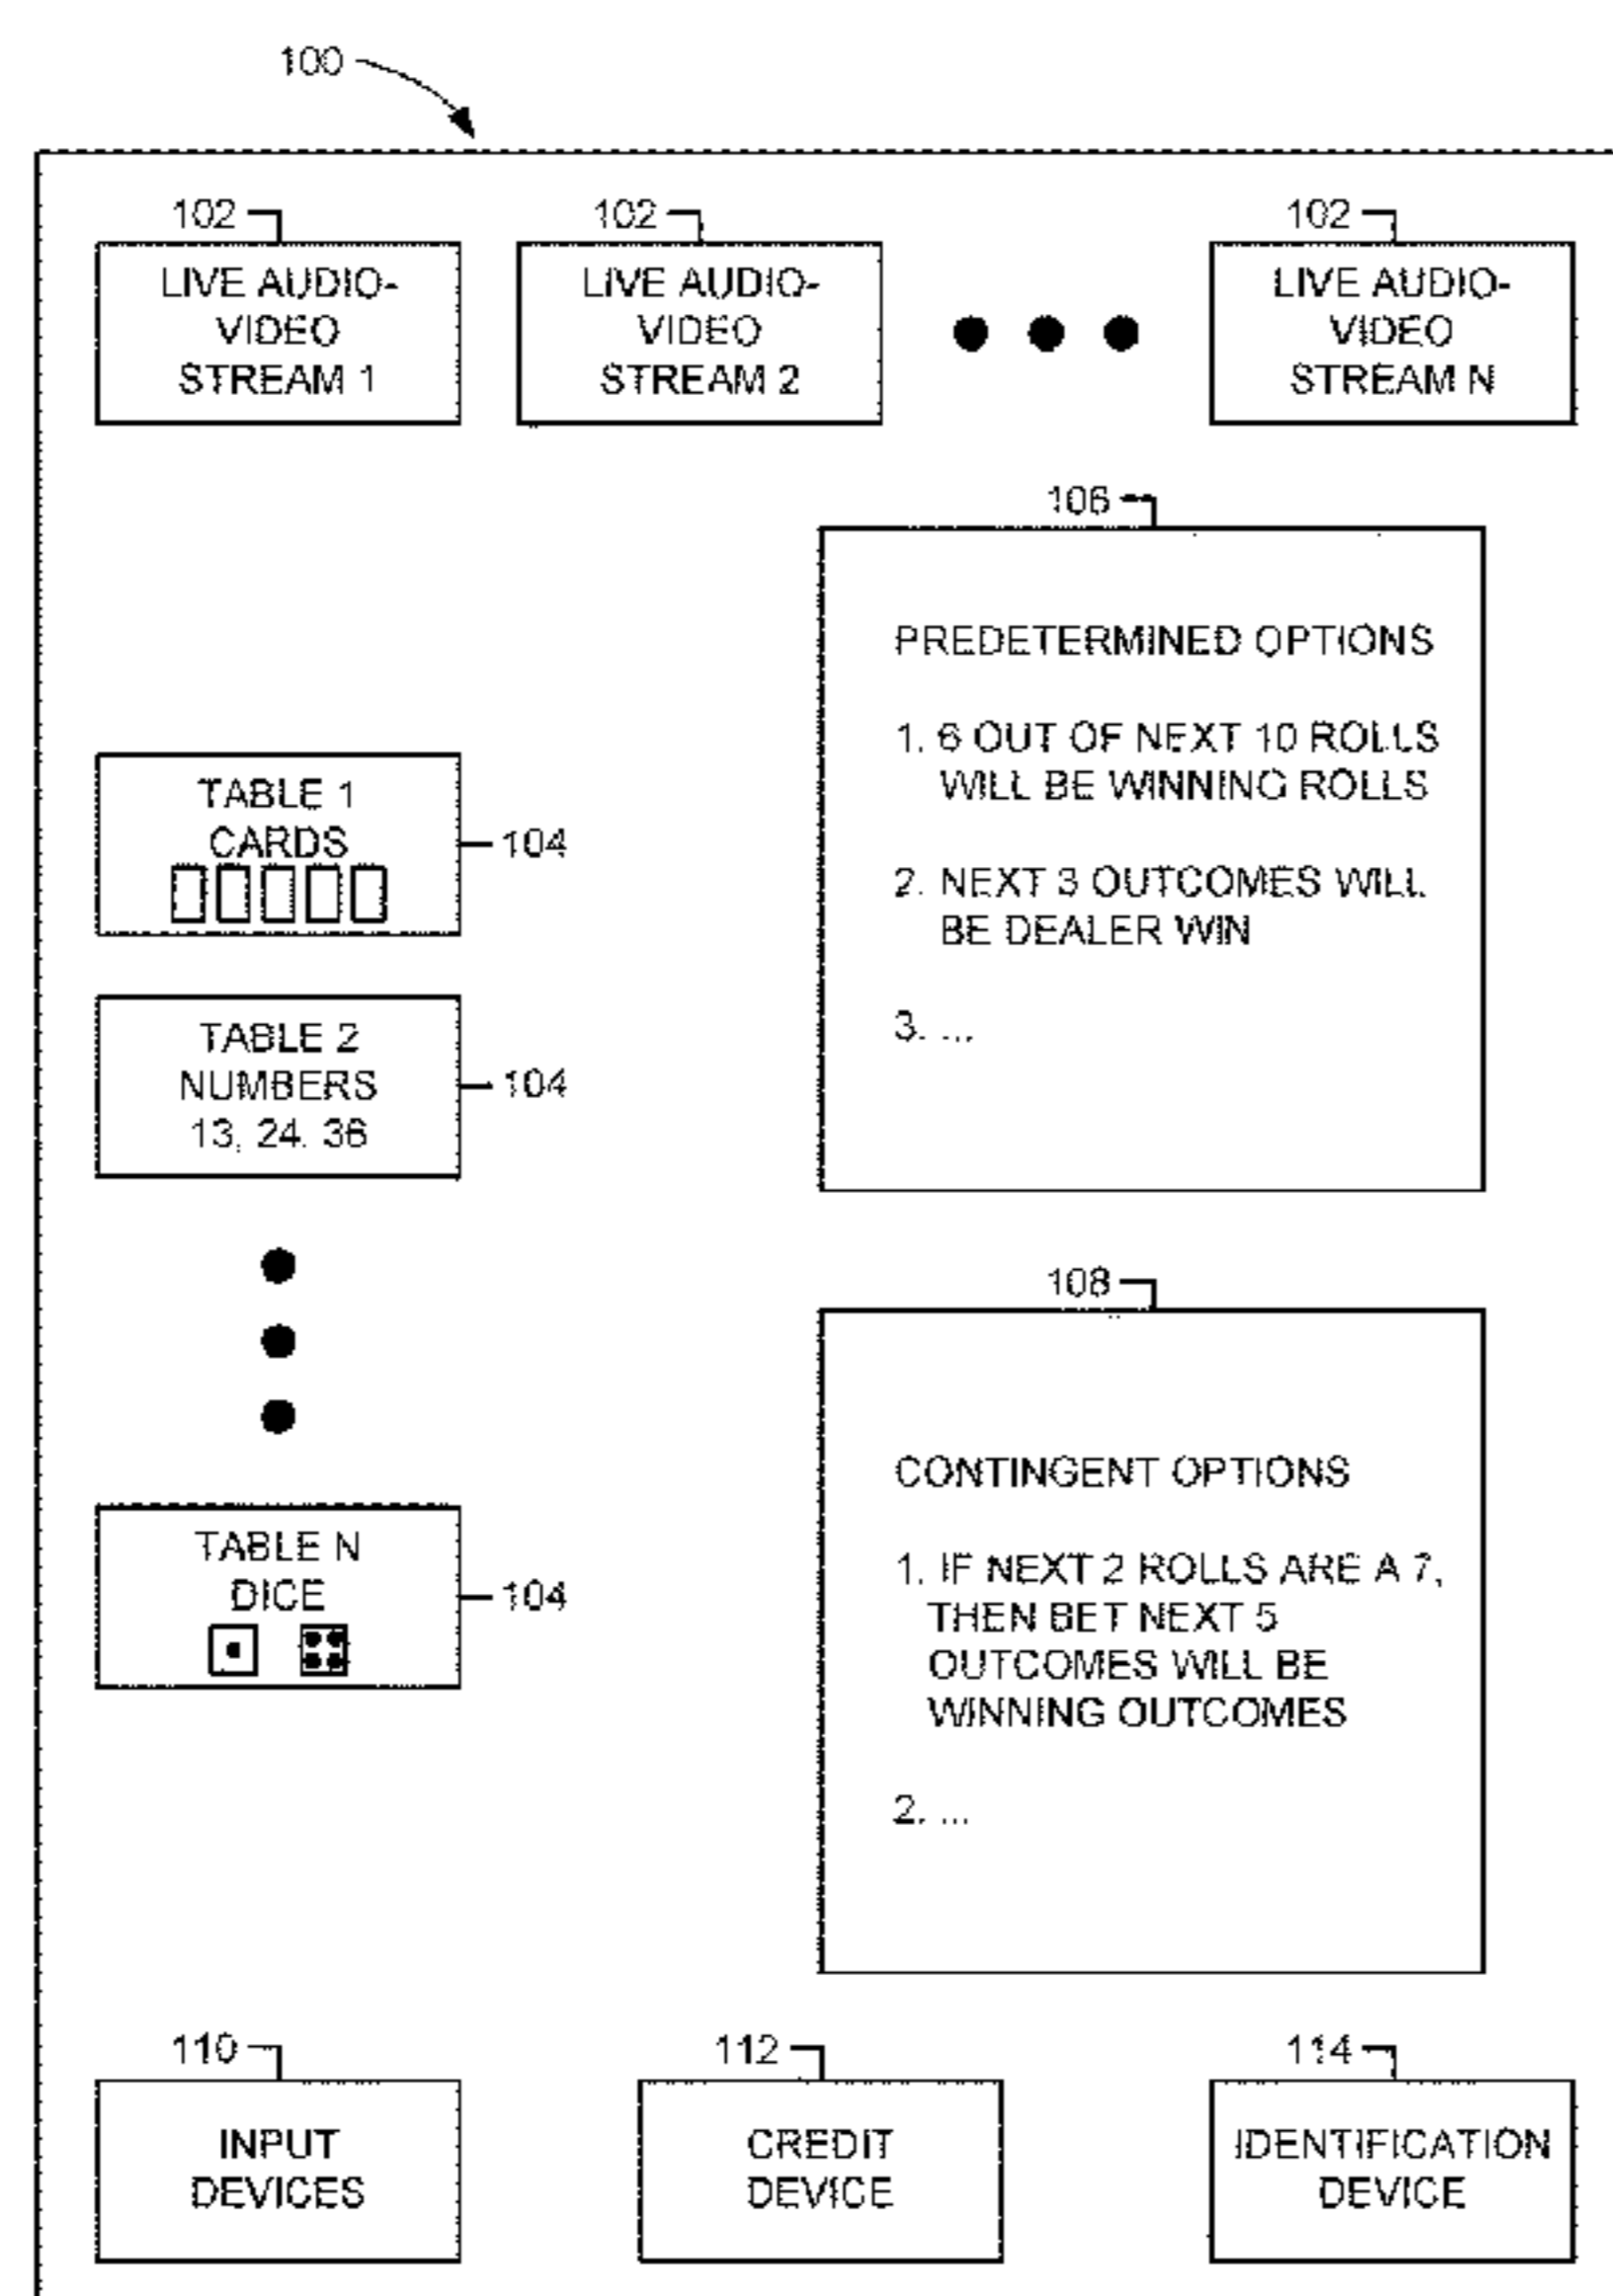 100
102
LIVE AUDIO-
VIDEO
STREAM 1
102
LIVE AUDIO-
VIDEO
STREAM 2
102
LIVE AUDIO-
VIDEO
STREAM N
106
PREDETERMINED OPTIONS
1. 6 OUT OF NEXT 10 ROLLS
WILL BE WINNING ROLLS
2. NEXT 3 OUTCOMES WILL
BE DEALER WIN
3. ...
TABLE 1
CARDS
104
TABLE 2
NUMBERS
13, 24, 36
104
TABLE N
DICE
104
108
CONTINGENT OPTIONS
1. IF NEXT 2 ROLLS ARE A 7,
THEN BET NEXT 5
OUTCOMES WILL BE
WINNING OUTCOMES
2. ...
110
INPUT
DEVICES
112
CREDIT
DEVICE
114
IDENTIFICATION
DEVICE